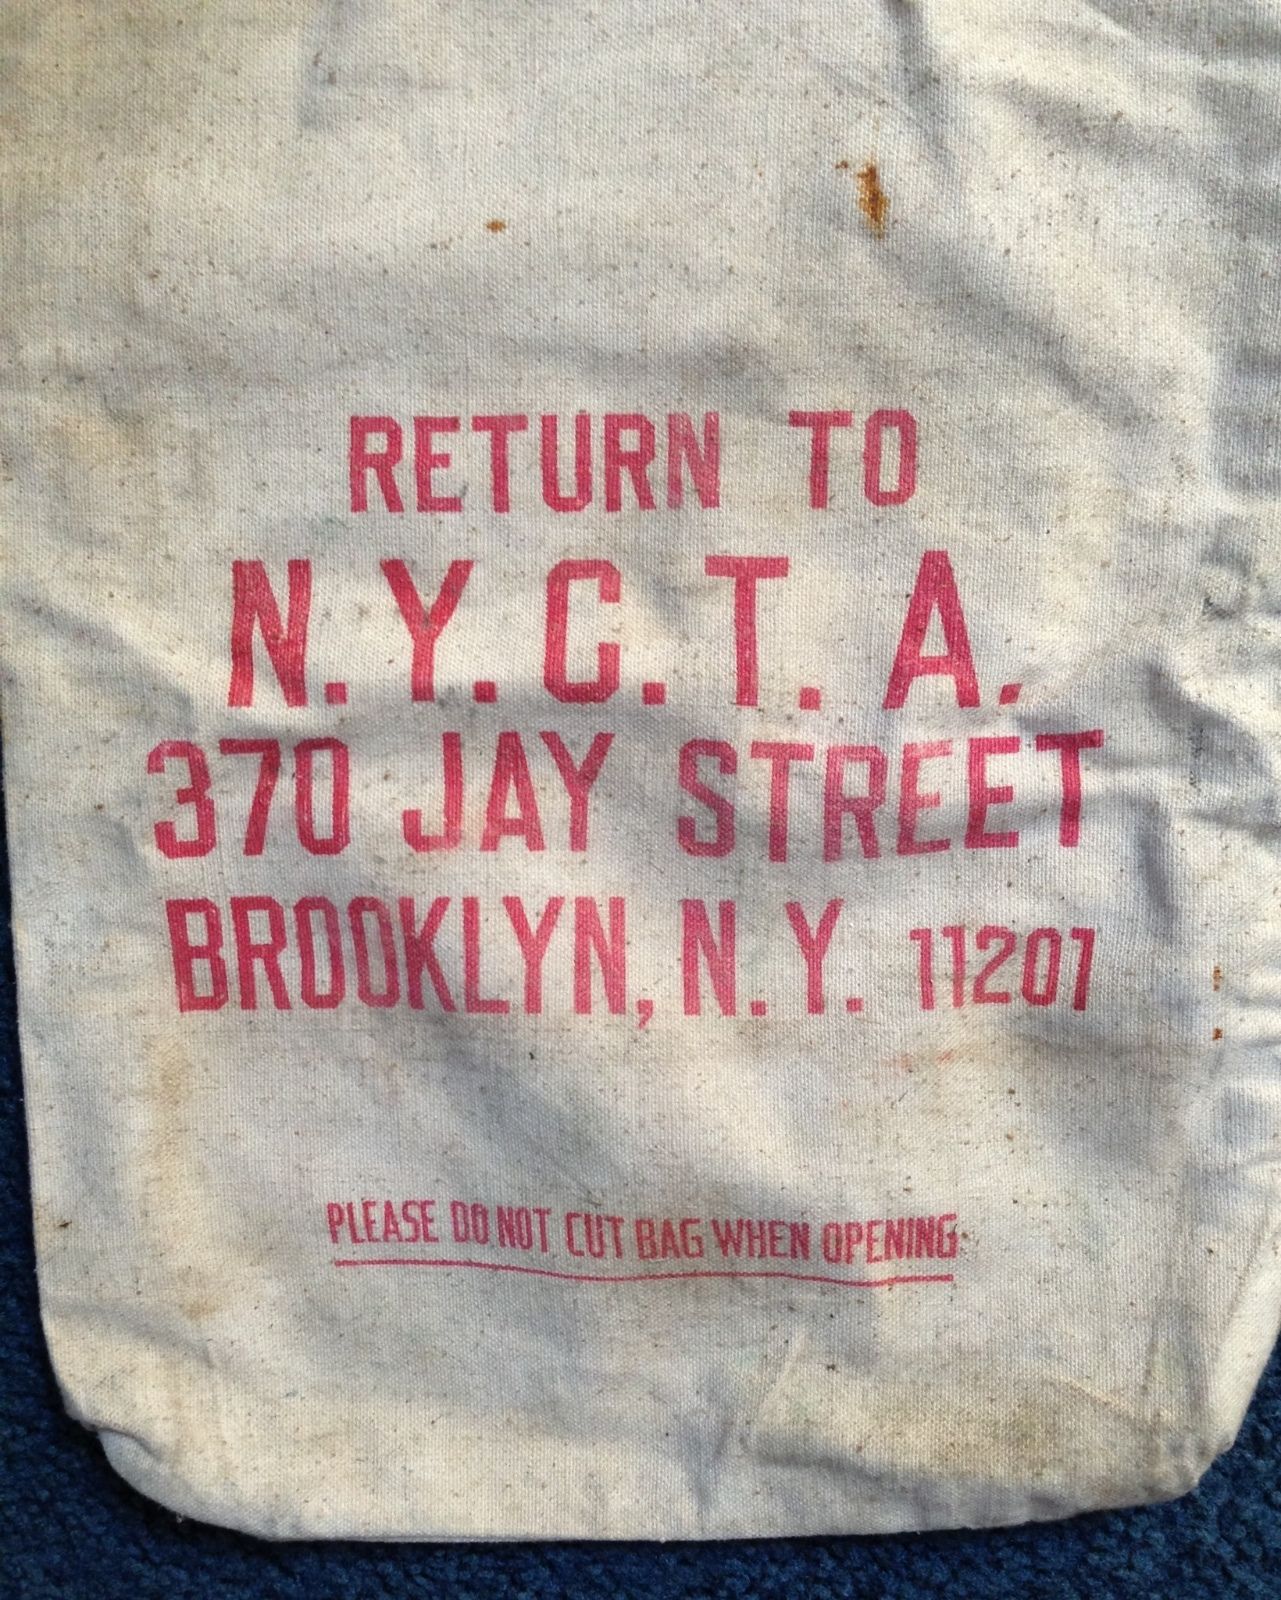 RETURN TO
N.Y.C.T.A.
370 JAY STREET
BROOKLYN, N.Y. 11201
PLEASE DO NOT CUT BAG WHEN OPENING